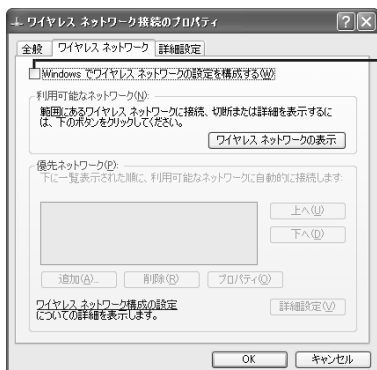 ワイヤレス ネットワーク接続のプロパティ
全般 ワイヤレス ネットワーク 詳細設定
Windows でワイヤレス ネットワークの設定を構成する(W)
利用可能なネットワーク(N):
範囲にあるワイヤレス ネットワークに接続、切断または詳細を表示するに
は、下のボタンをクリックしてください。
ワイヤレス ネットワークの表示
優先ネットワーク(P):
下に一覧表示された順に、利用可能なネットワークに自動的に接続します:
上へ(U)
下へ(D)
追加(A)... 削除(R) プロパティ(O)
ワイヤレス ネットワーク構成の設定
についての詳細を表示します。
詳細設定(V)
OK キャンセル